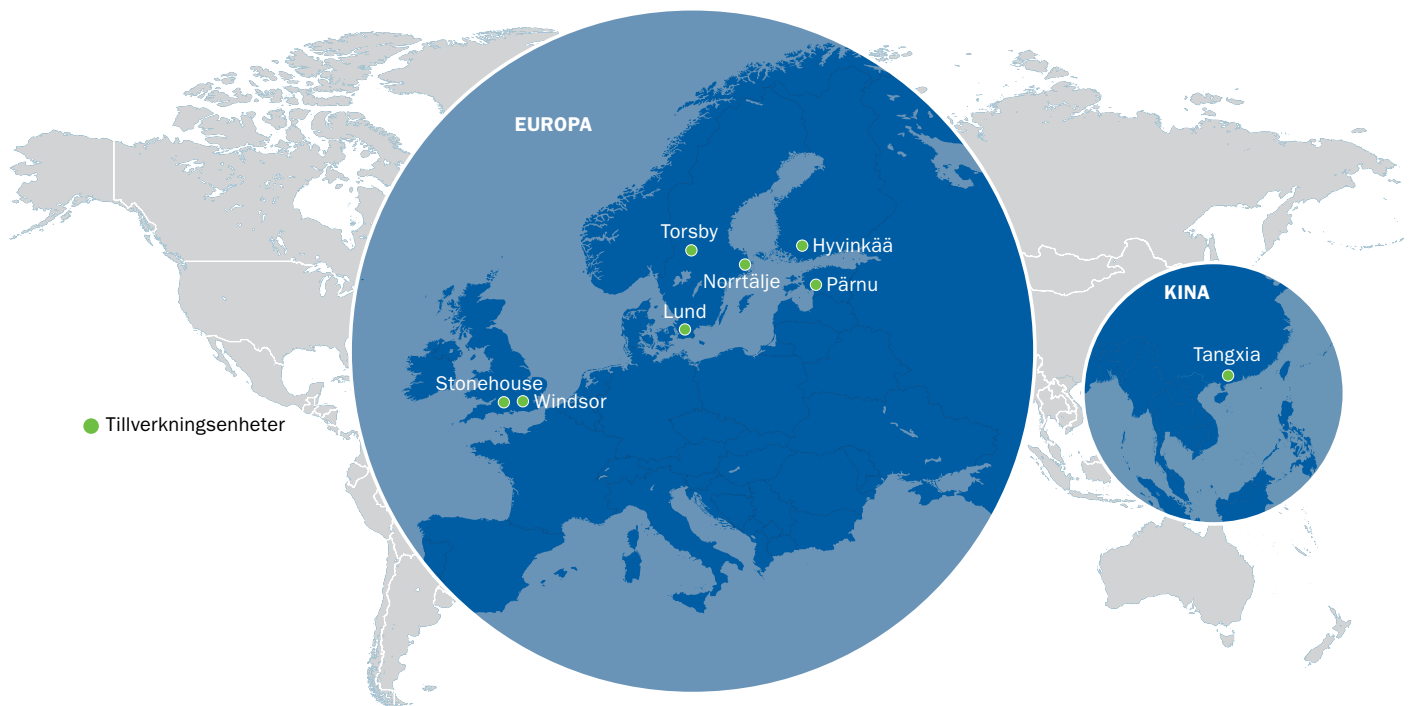 EUROPA
Torsby
Hyvinkää
Norrtälje
Pärnu
Lund
Stonehouse
Windsor
KINA
Tangxia
Tillverkningsenheter